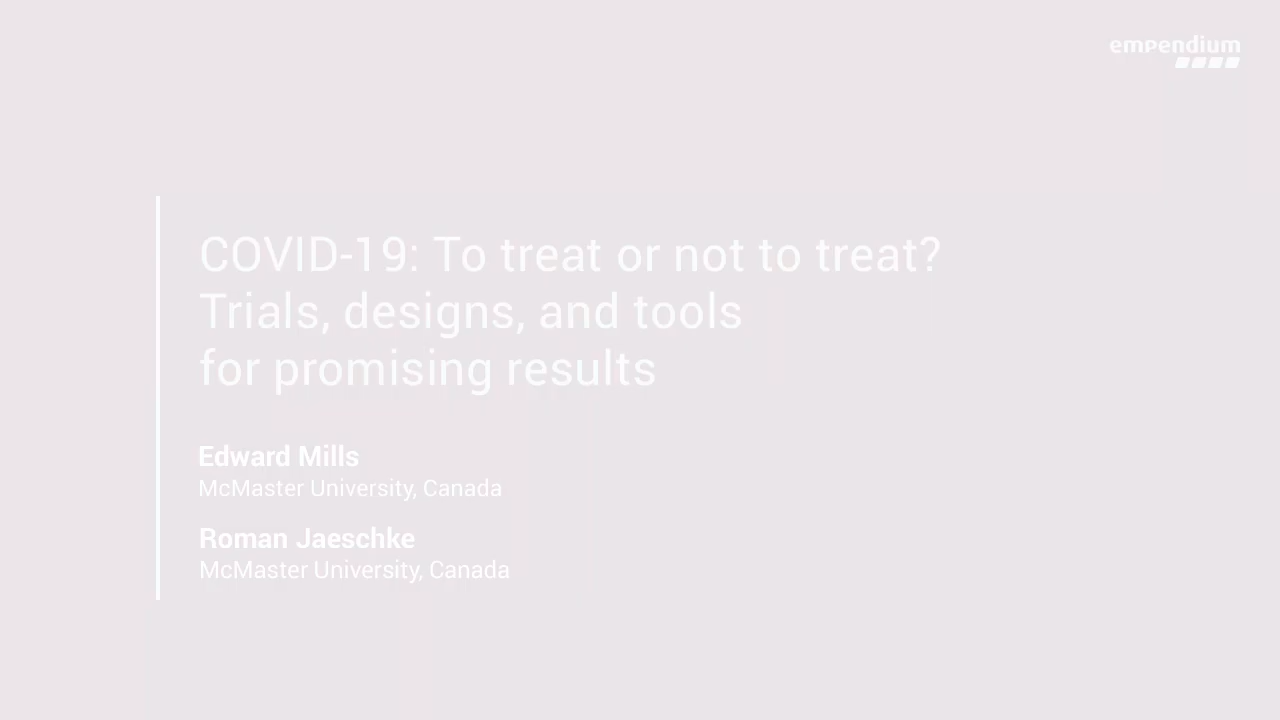 empendium
COVID-19: To treat or not to treat?
Trials, designs, and tools
for promising results
Edward Mills
McMaster University, Canada
Roman Jaeschke
McMaster University, Canada